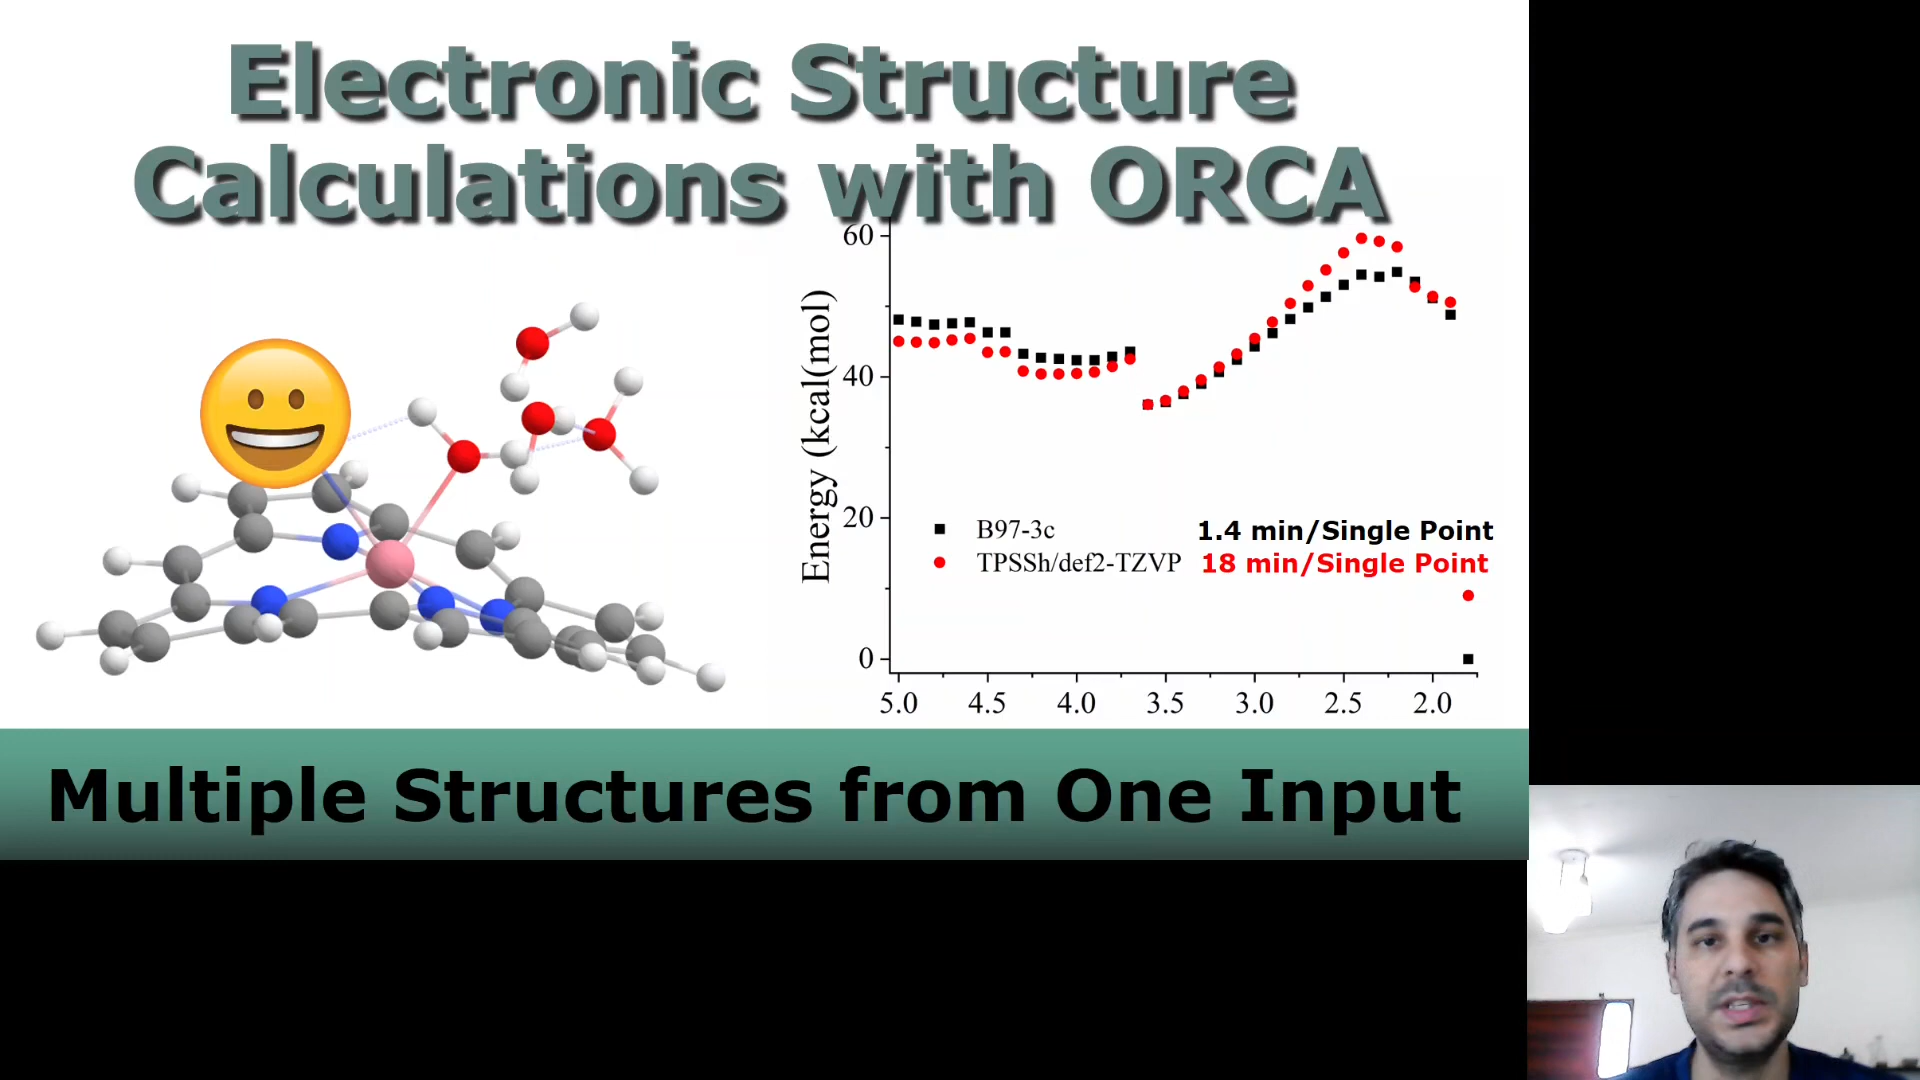 Electronic Structure
Calculations with ORCA
60
40
20
0
Energy (kcal(mol)
B97-3c 1.4 min/Single Point
TPSSh/def2-TZVP 18 min/Single Point
5.0 4.5 4.0 3.5 3.0 2.5 2.0
Multiple Structures from One Input